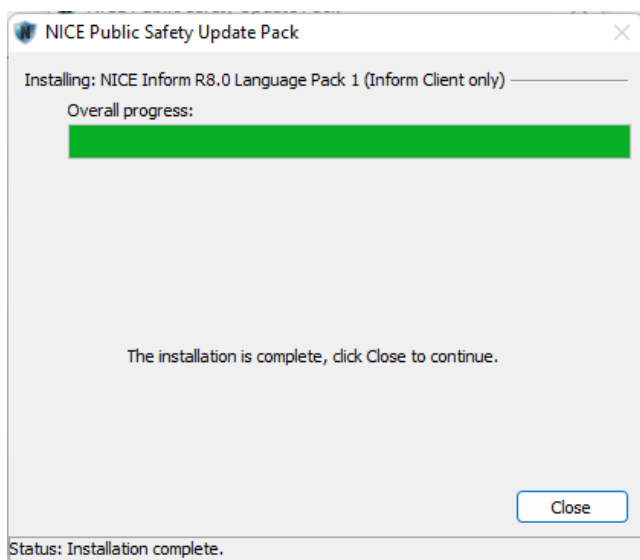 NICE Public Safety Update Pack
Installing: NICE Inform R8.0 Language Pack 1 (Inform Client only)
Overall progress:
The installation is complete, click Close to continue.
Close
Status: Installation complete.